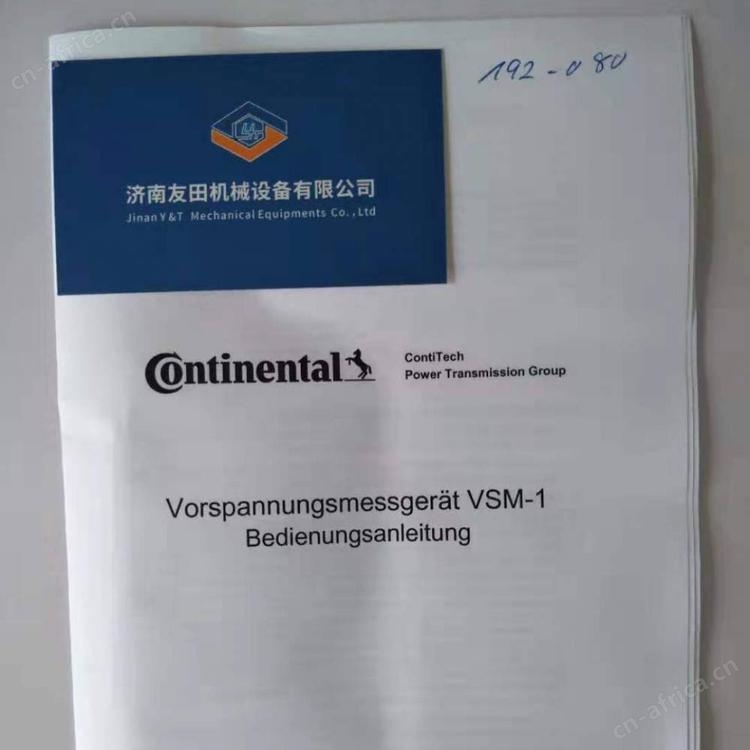 192-080
济南友田机械设备有限公司
Jinan Y&T Mechanical Equipments Co.,Ltd
Continental
ContiTech
Power Transmission Group
Vorspannungsmessgerät VSM-1
Bedienungsanleitung
cn-africa.cn
cn-africa.cn